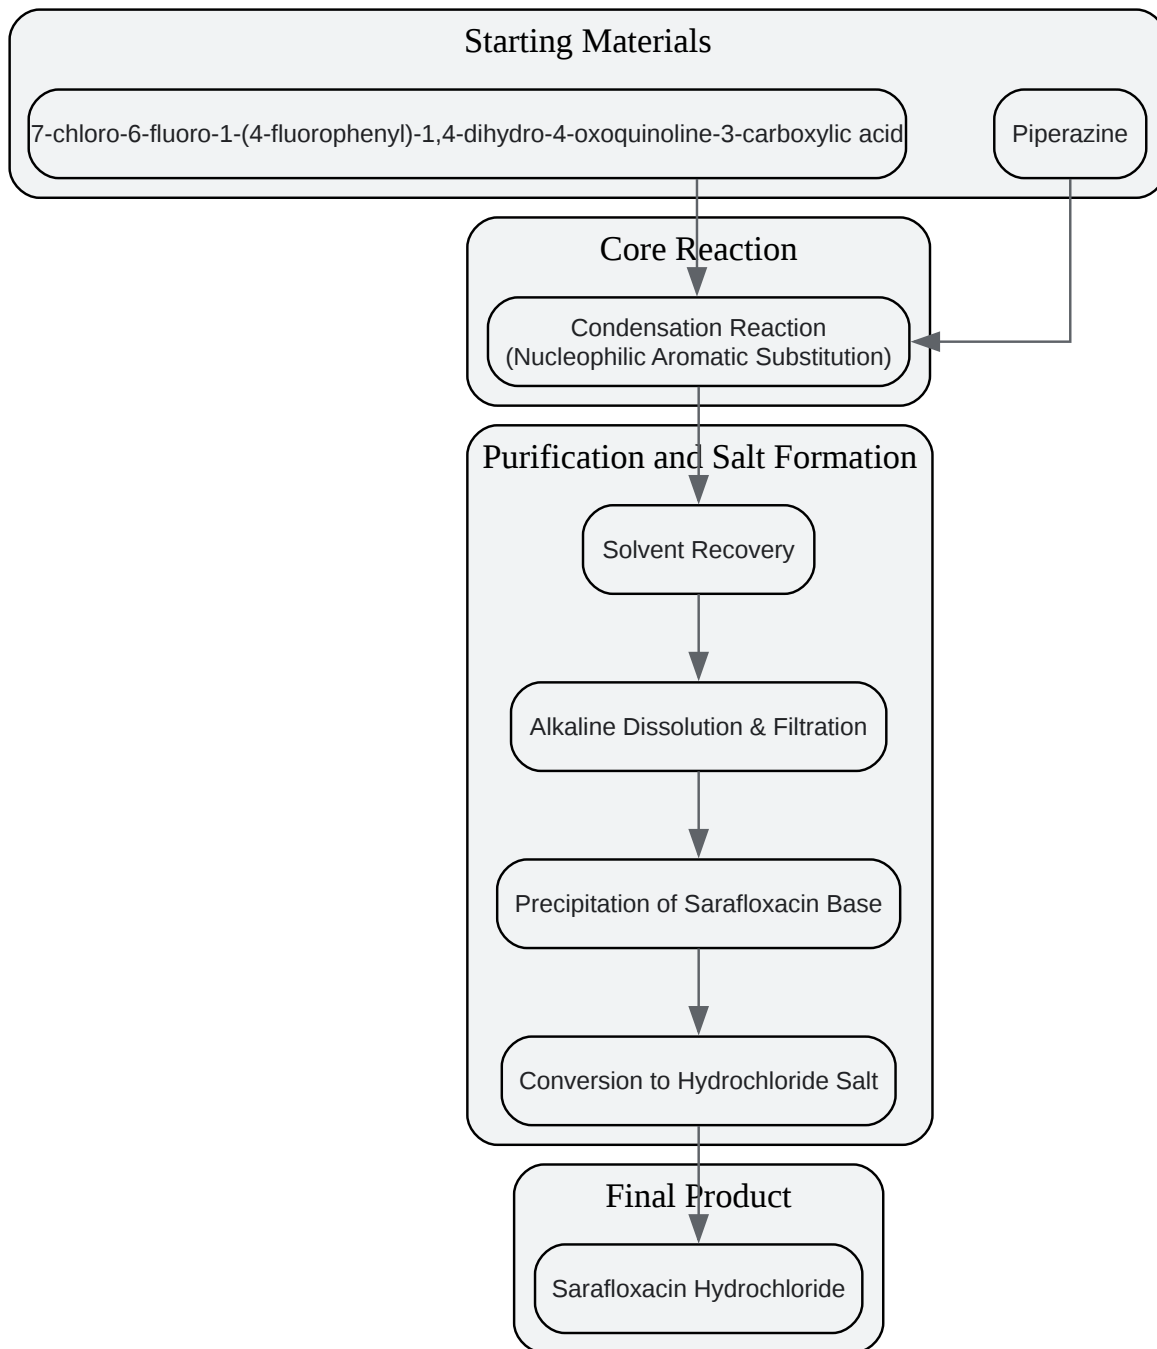 Starting Materials
7-chloro-6-fluoro-1-(4-fluorophenyl)-1,4-dihydro-4-oxoquinoline-3-carboxylic acid
Piperazine
Core Reaction
Condensation Reaction
(Nucleophilic Aromatic Substitution)
Purification and Salt Formation
Solvent Recovery
Alkaline Dissolution & Filtration
Precipitation of Sarafloxacin Base
Conversion to Hydrochloride Salt
Final Product
Sarafloxacin Hydrochloride